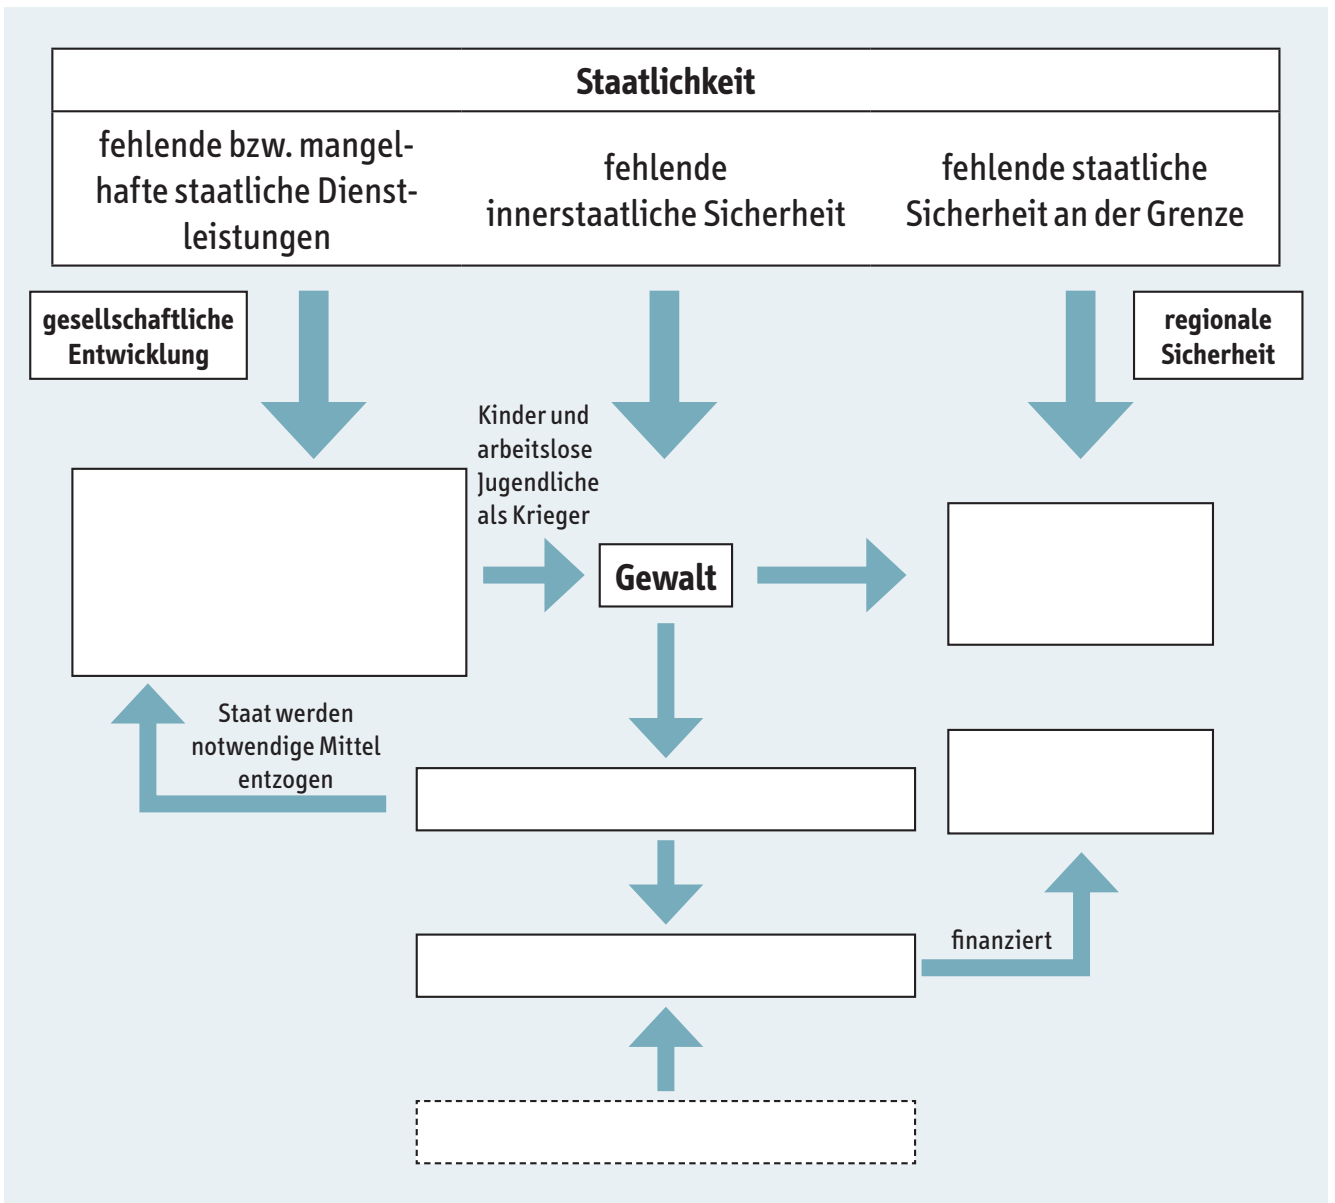 Staatlichkeit
fehlende bzw. mangel-
hafte staatliche Dienst-
leistungen
fehlende
innerstaatliche Sicherheit
fehlende staatliche
Sicherheit an der Grenze
gesellschaftliche
Entwicklung
regionale
Sicherheit
Kinder und
arbeitslose
Jugendliche
als Krieger
Gewalt
Staat werden
notwendige Mittel
entzogen
finanziert